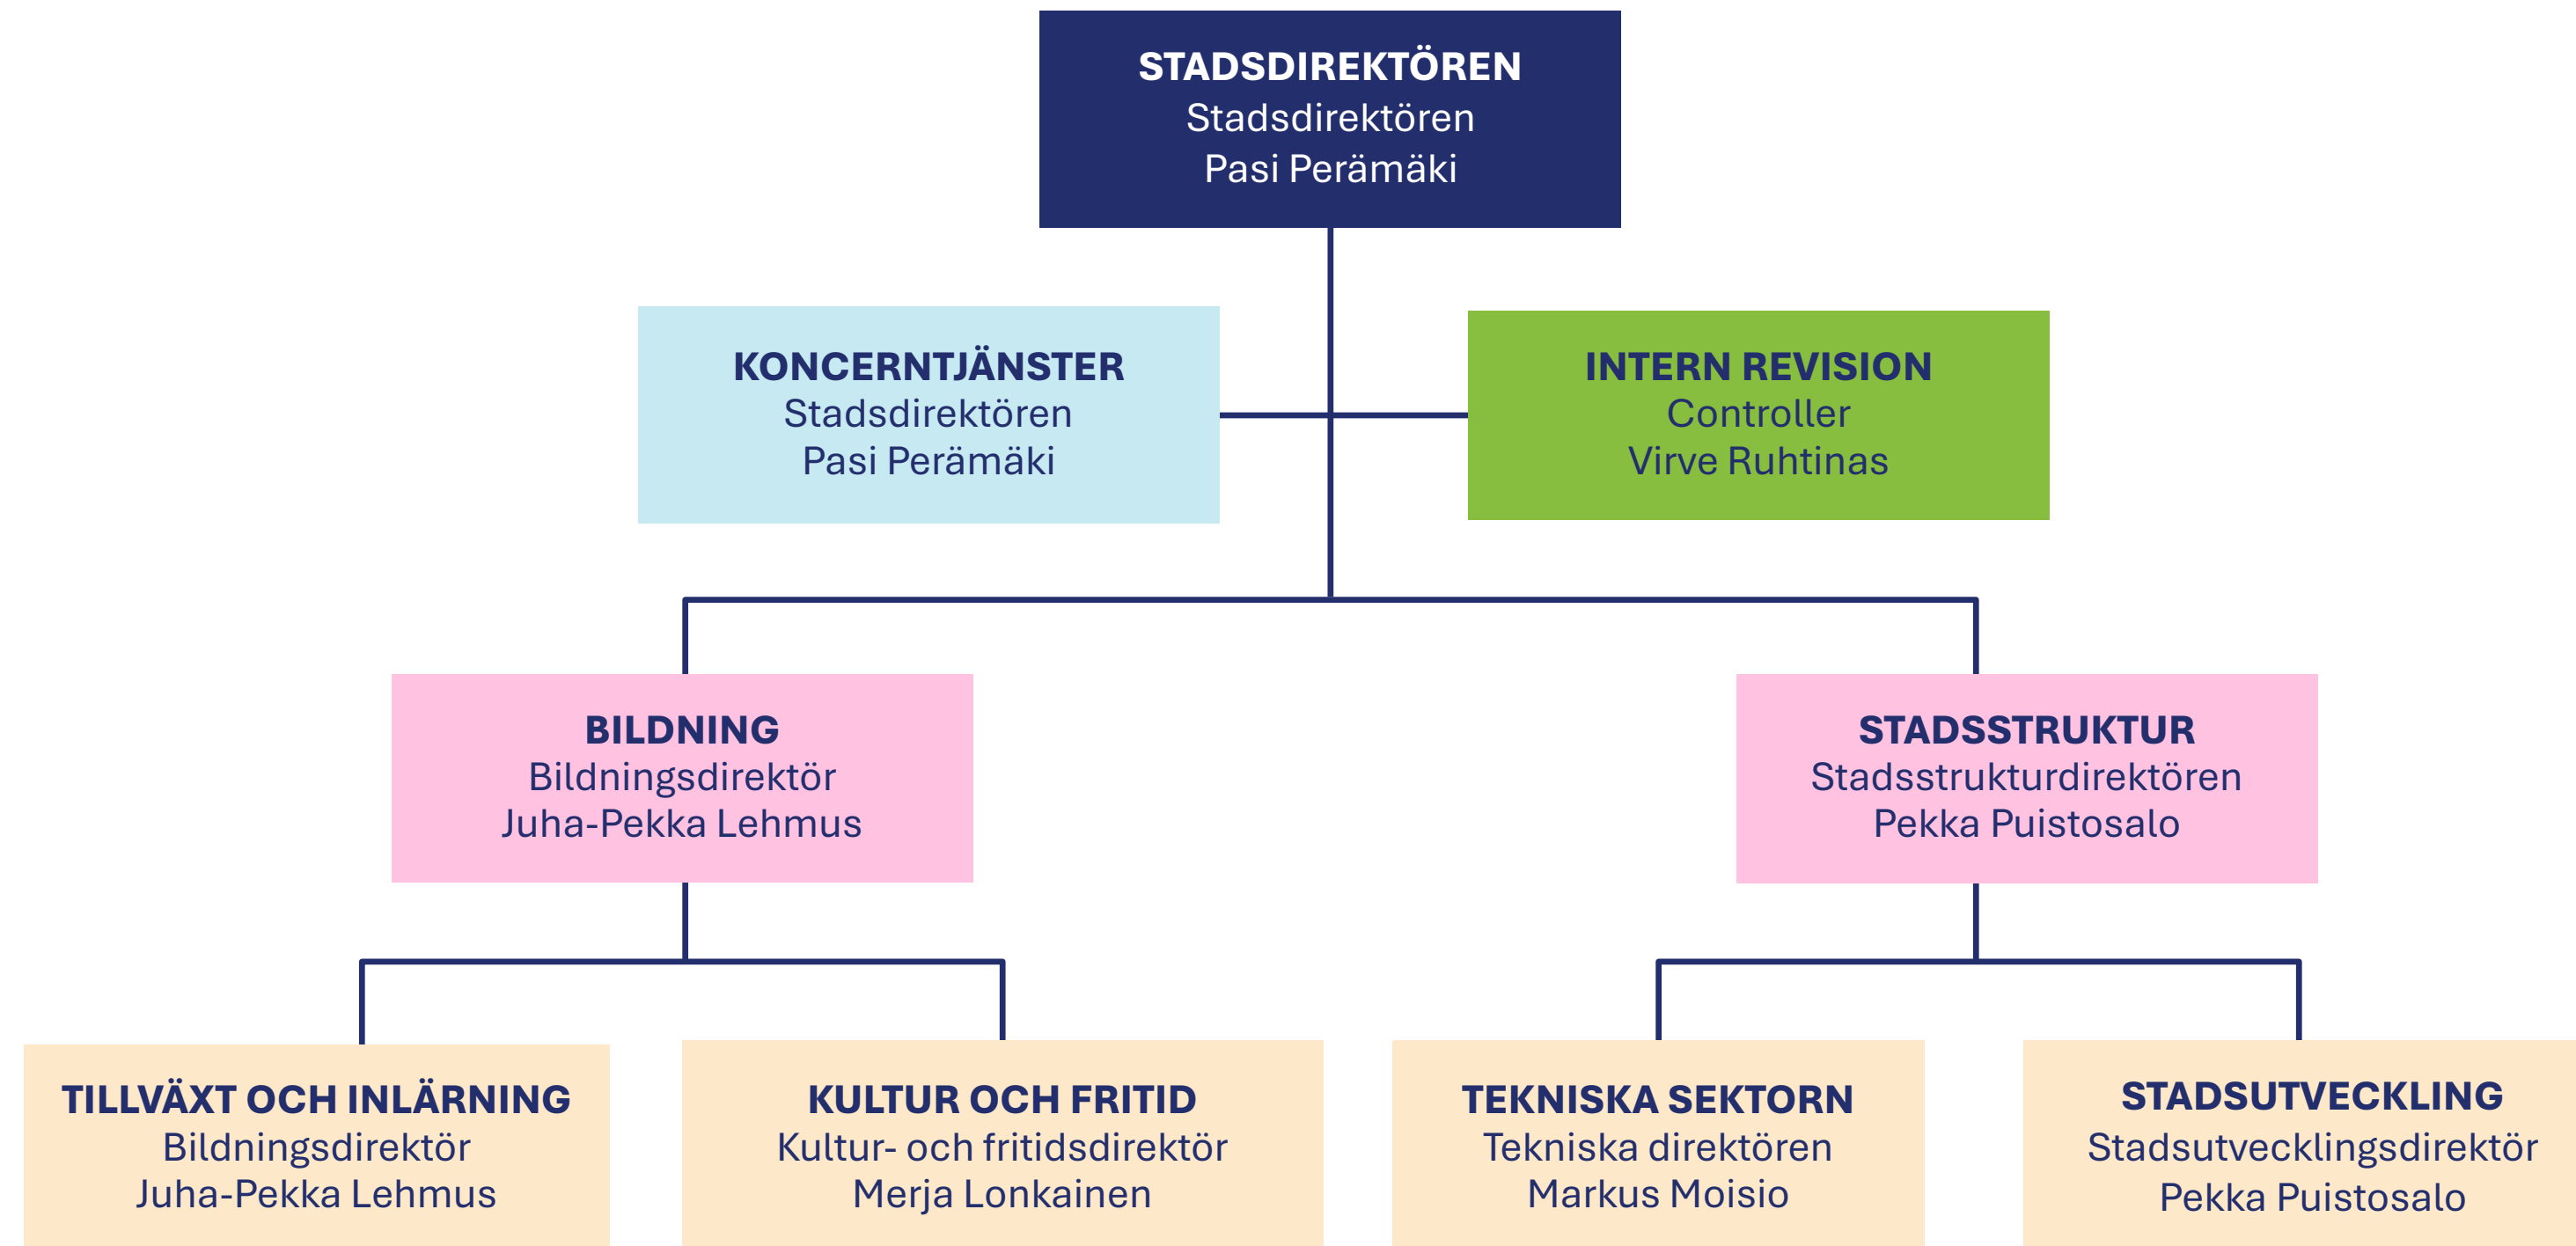 STADSDIREKTÖREN
Stadsdirektören
Pasi Perämäki
KONCERNTJÄNSTER
Stadsdirektören
Pasi Perämäki
INTERN REVISION
Controller
Virve Ruhtinas
BILDNING
Bildningsdirektör
Juha-Pekka Lehmus
STADSSTRUKTUR
Stadsstrukturdirektören
Pekka Puistosalo
TILLVÄXT OCH INLÄRNING
Bildningsdirektör
Juha-Pekka Lehmus
KULTUR OCH FRITID
Kultur- och fritidsdirektör
Merja Lonkainen
TEKNISKA SEKTORN
Tekniska direktören
Markus Moisio
STADSUTVECKLING
Stadsutvecklingsdirektör
Pekka Puistosalo